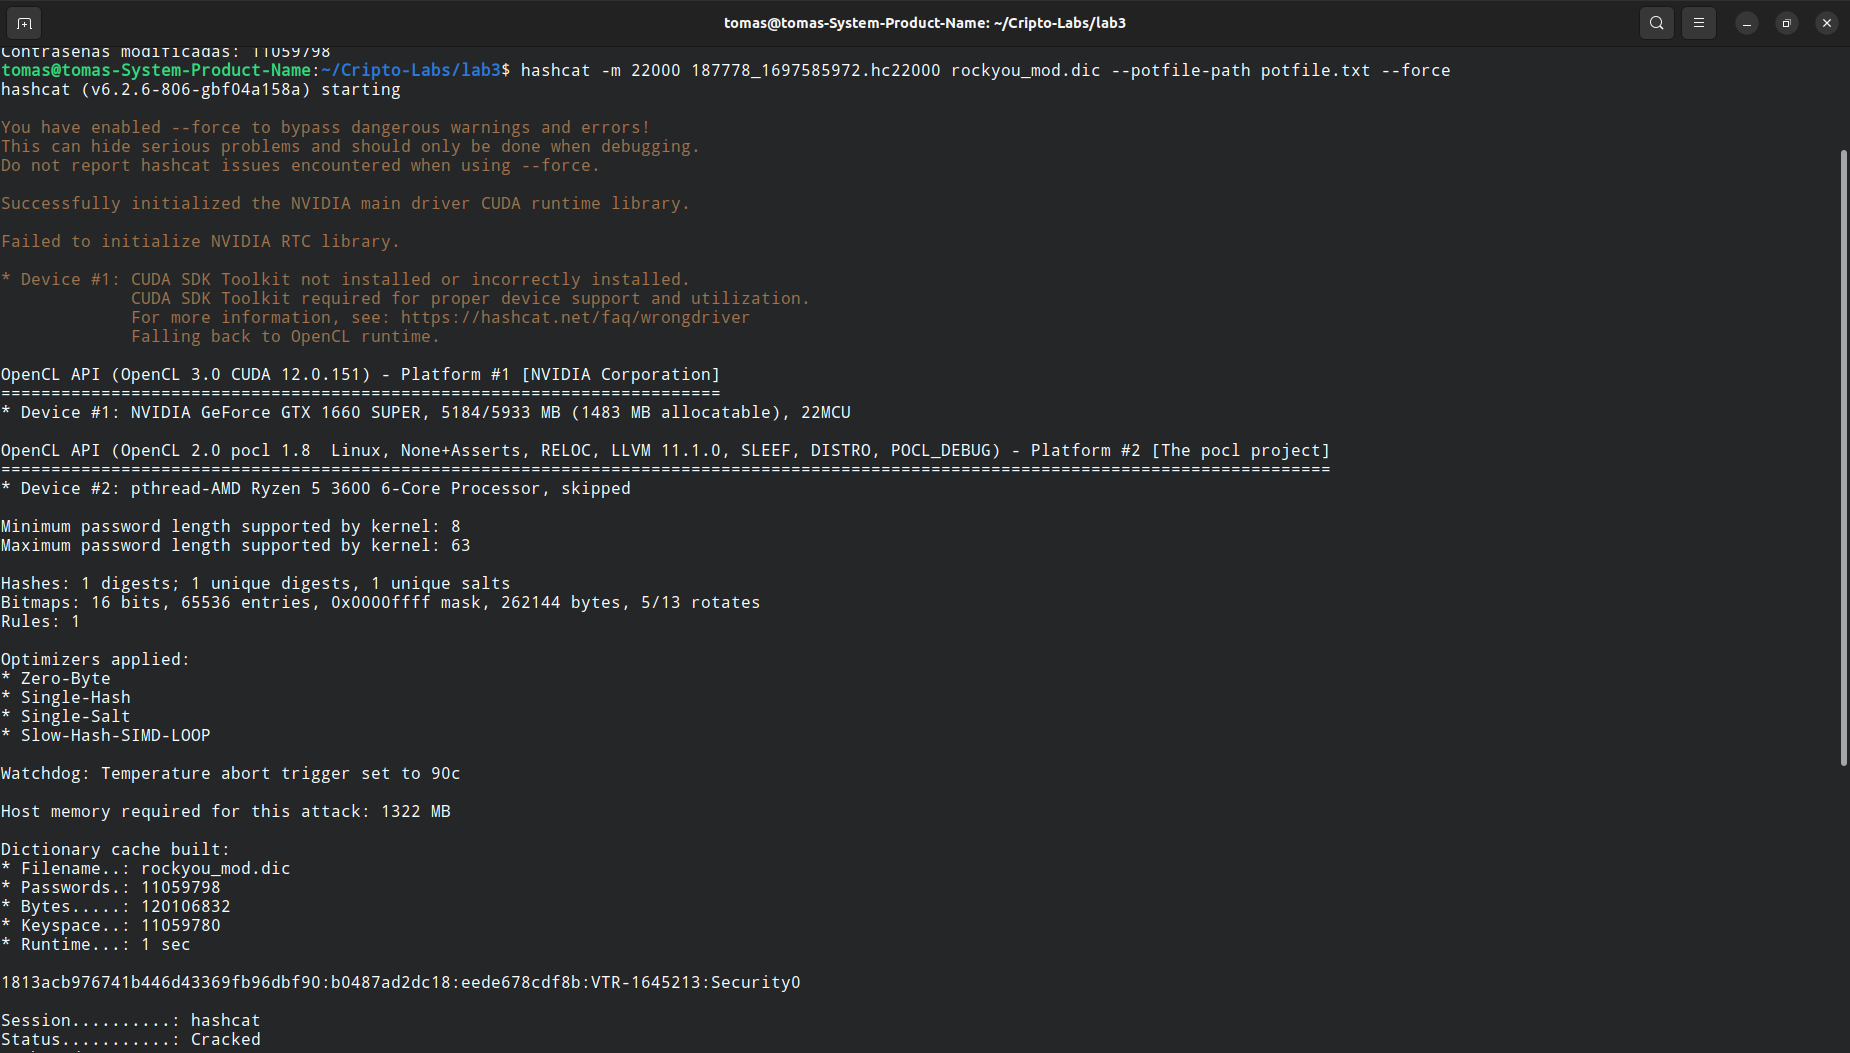 tomas@tomas-System-Product-Name: ~/Cripto-Labs/lab3
Contrasenas modificadas: 11059798
tomas@tomas-System-Product-Name:~/Cripto-Labs/lab3$ hashcat -m 22000 187778_1697585972.hc22000 rockyou_mod.dic --potfile-path potfile.txt --force
hashcat (v6.2.6-806-gbf04a158a) starting
You have enabled --force to bypass dangerous warnings and errors!
This can hide serious problems and should only be done when debugging.
Do not report hashcat issues encountered when using --force.
Successfully initialized the NVIDIA main driver CUDA runtime library.
Failed to initialize NVIDIA RTC library.
* Device #1: CUDA SDK Toolkit not installed or incorrectly installed.
CUDA SDK Toolkit required for proper device support and utilization.
For more information, see: https://hashcat.net/faq/wrongdriver
Falling back to OpenCL runtime.
OpenCL API (OpenCL 3.0 CUDA 12.0.151) - Platform #1 [NVIDIA Corporation]
========================================================================
* Device #1: NVIDIA GeForce GTX 1660 SUPER, 5184/5933 MB (1483 MB allocatable), 22MCU
OpenCL API (OpenCL 2.0 pocl 1.8  Linux, None+Asserts, RELOC, LLVM 11.1.0, SLEEF, DISTRO, POCL_DEBUG) - Platform #2 [The pocl project]
=====================================================================================================================================
* Device #2: pthread-AMD Ryzen 5 3600 6-Core Processor, skipped
Minimum password length supported by kernel: 8
Maximum password length supported by kernel: 63
Hashes: 1 digests; 1 unique digests, 1 unique salts
Bitmaps: 16 bits, 65536 entries, 0x0000ffff mask, 262144 bytes, 5/13 rotates
Rules: 1
Optimizers applied:
* Zero-Byte
* Single-Hash
* Single-Salt
* Slow-Hash-SIMD-LOOP
Watchdog: Temperature abort trigger set to 90c
Host memory required for this attack: 1322 MB
Dictionary cache built:
* Filename..: rockyou_mod.dic
* Passwords.: 11059798
* Bytes.....: 120106832
* Keyspace..: 11059780
* Runtime...: 1 sec
1813acb976741b446d43369fb96dbf90:b0487ad2dc18:eede678cdf8b:VTR-1645213:Security0
Session..........: hashcat
Status...........: Cracked